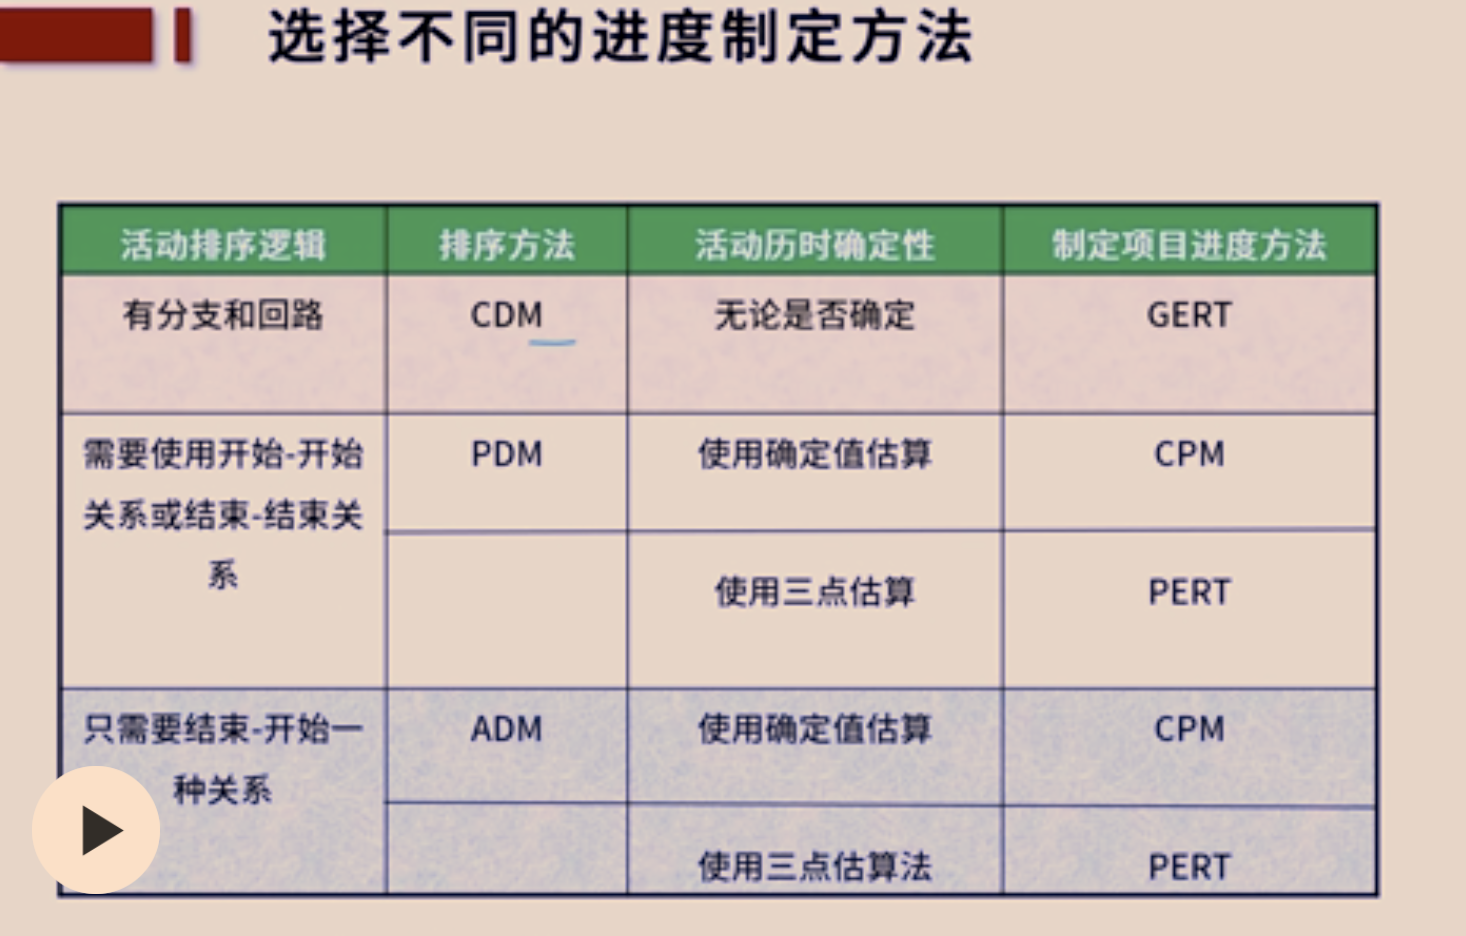 选择不同的进度制定方法
活动排序逻辑 排序方法 活动历时确定性 制定项目进度方法
有分支和回路 CDM 无论是否确定 GERT
需要使用开始-开始 PDM 使用确定值估算 CPM
关系或结束-结束关
系
使用三点估算 PERT
只需要结束-开始一 ADM 使用确定值估算 CPM
种关系
使用三点估算法 PERT